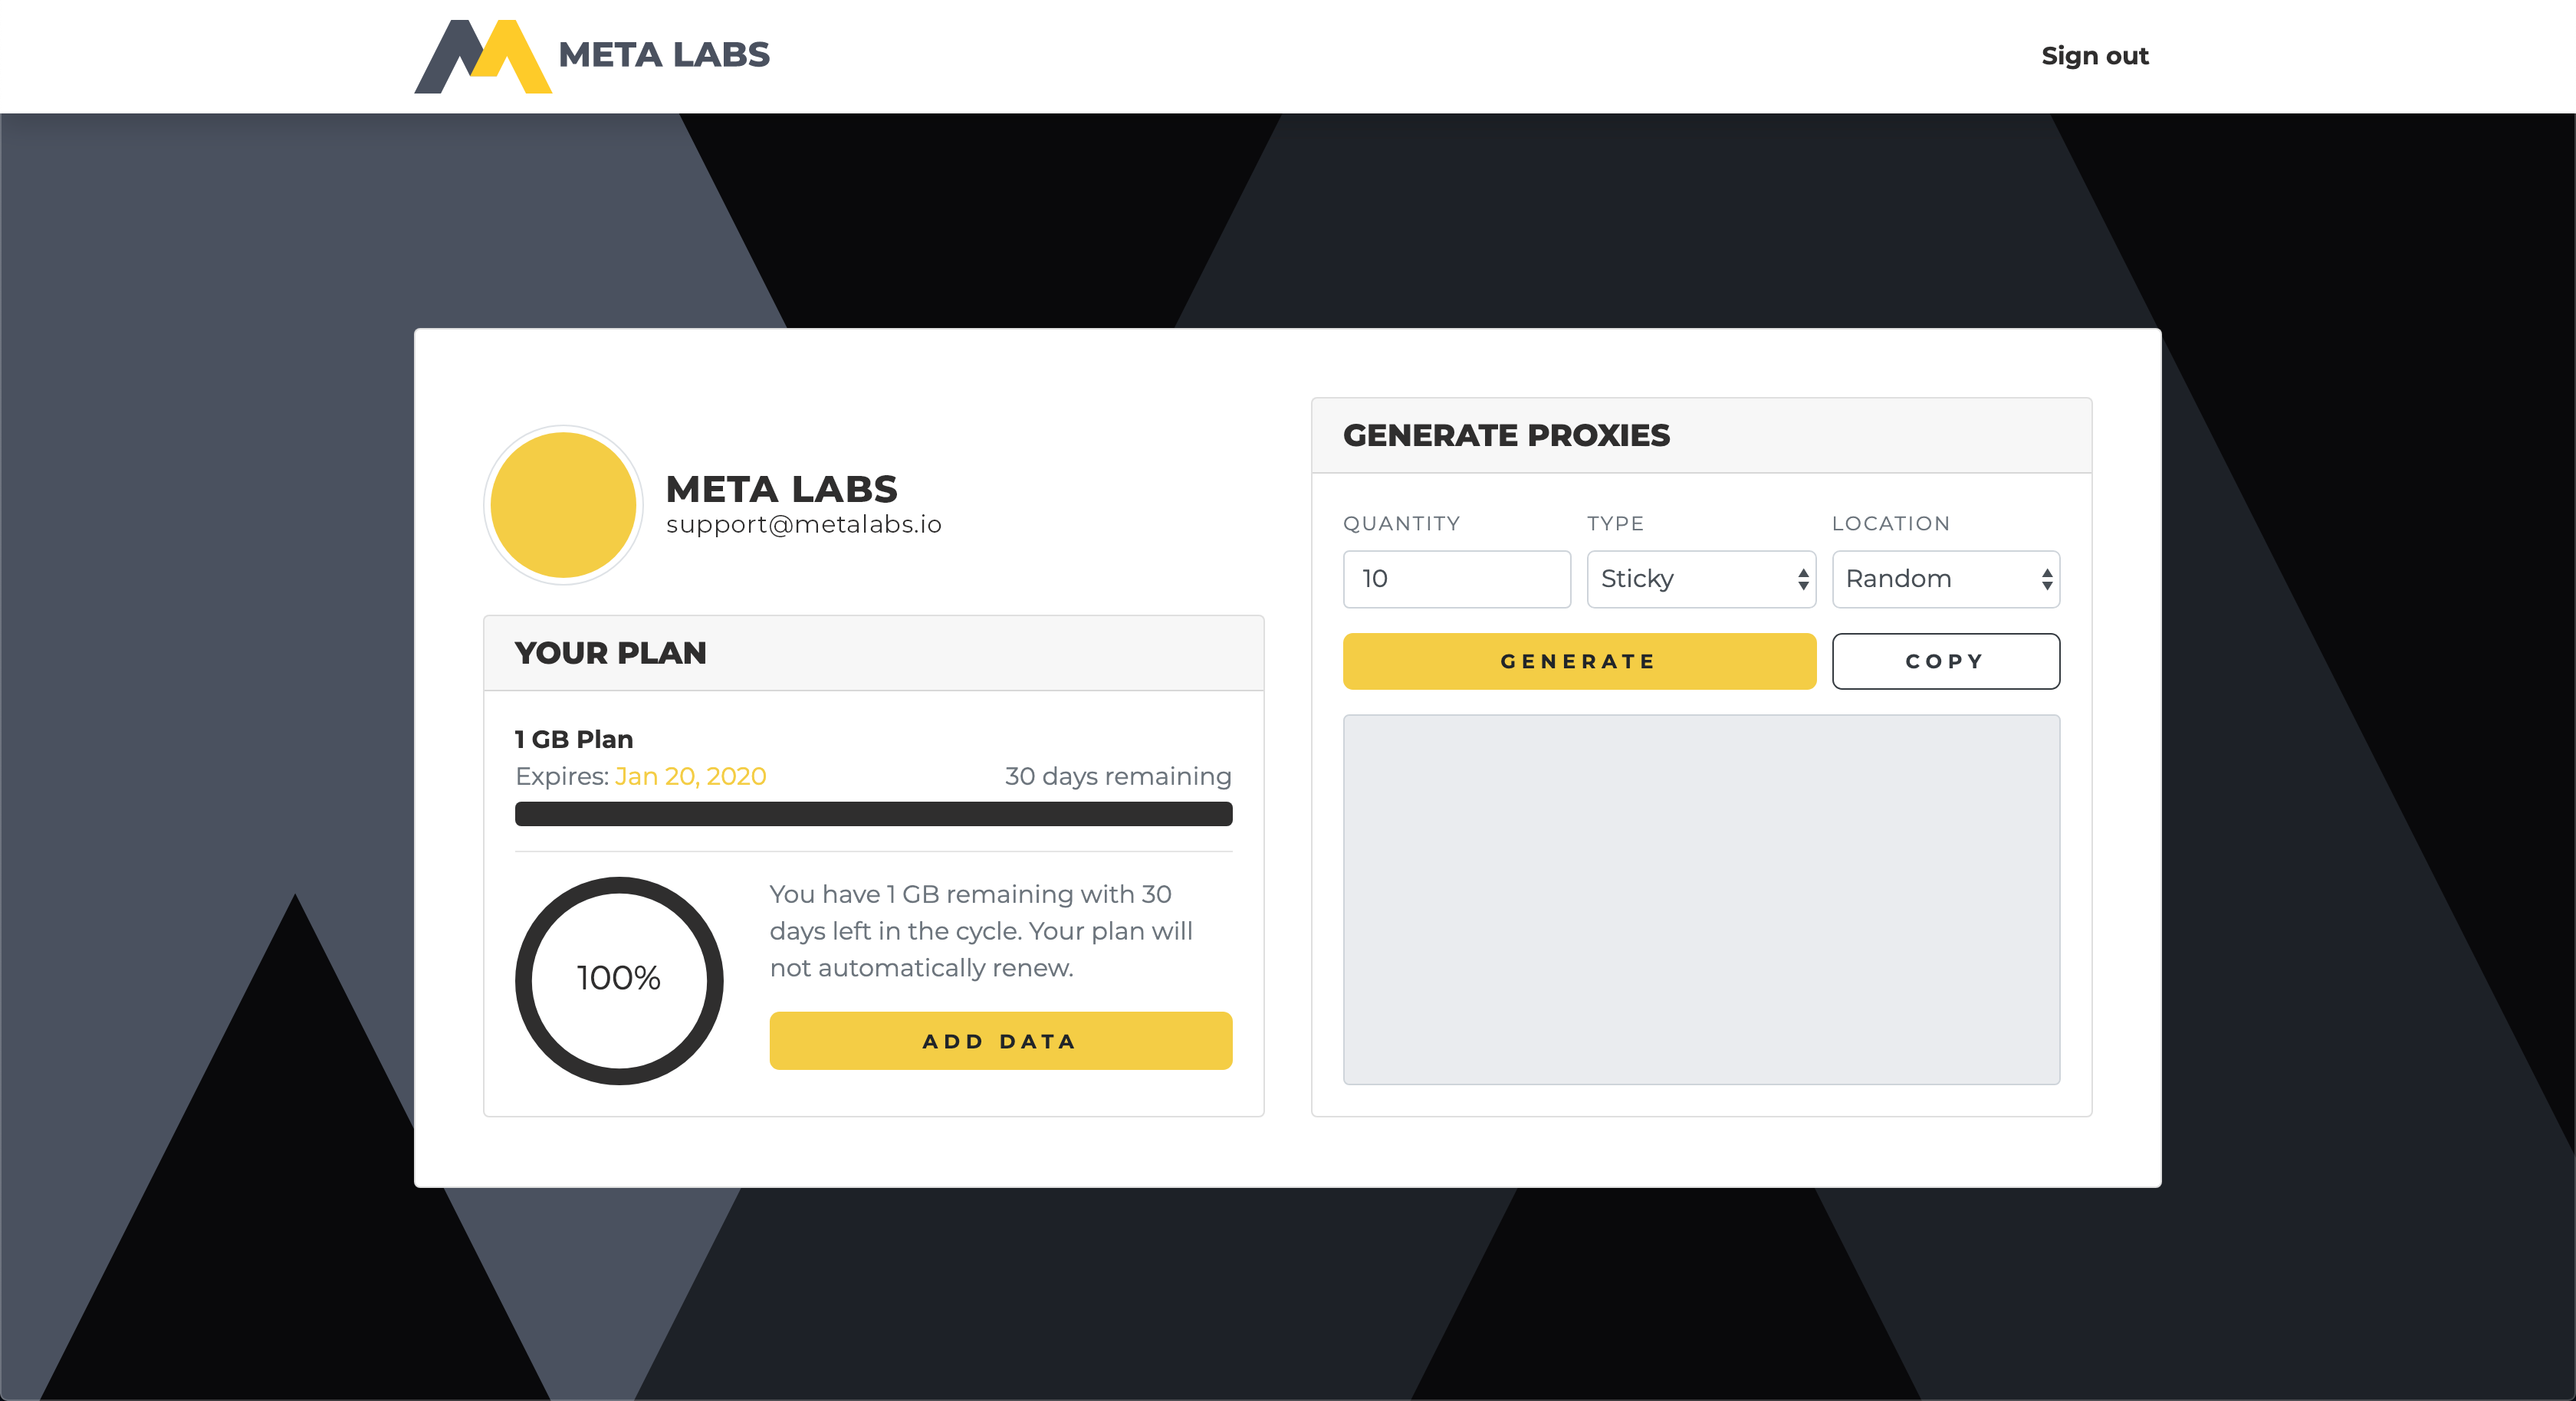 META LABS
Sign out
META LABS
support@metalabs.io
YOUR PLAN
1 GB Plan
Expires: Jan 20, 2020
30 days remaining
100%
You have 1 GB remaining with 30
days left in the cycle. Your plan will
not automatically renew.
ADD DATA
GENERATE PROXIES
QUANTITY
TYPE
LOCATION
10
Sticky
Random
GENERATE
COPY